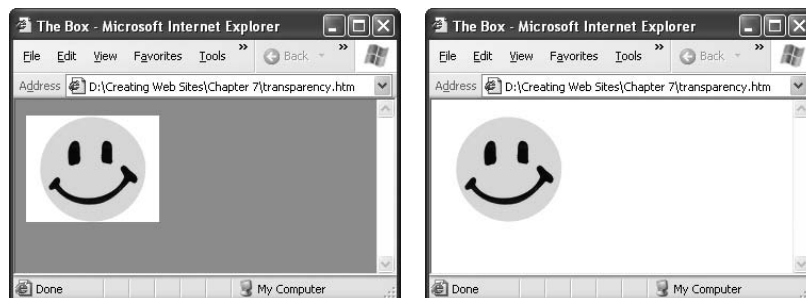 The Box - Microsoft Internet Explorer
File Edit View Favorites Tools » Back »
Address D:\Creating Web Sites\Chapter 7\transparency.htm
Done My Computer
The Box - Microsoft Internet Explorer
File Edit View Favorites Tools » Back »
Address D:\Creating Web Sites\Chapter 7\transparency.htm
Done My Computer